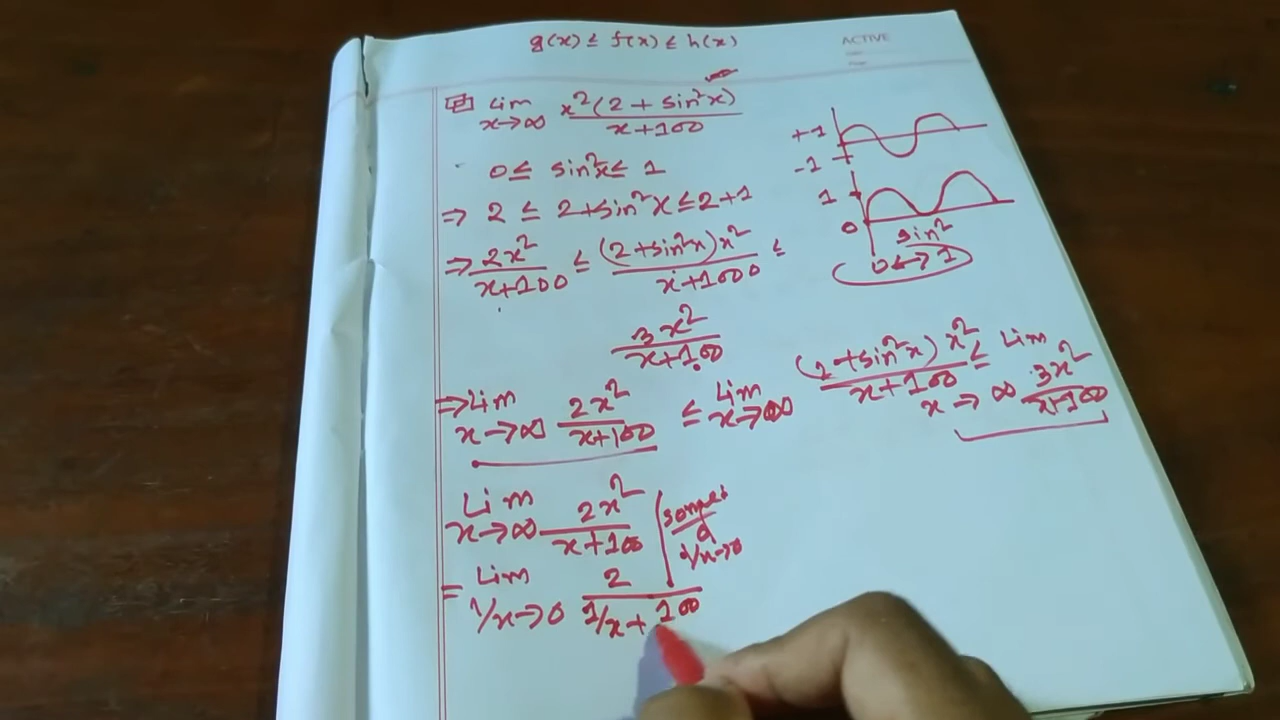 g(x) ≤ f(x) ≤ h(x)
ACTIVE
Lim x→∞ x²(2 + sin²x) / x+100
0 ≤ sin²x ≤ 1
⇒ 2 ≤ 2+sin²x ≤ 2+1
⇒ 2x² / x+100 ≤ (2+sin²x)x² / x+1000 ≤
3x² / x+100
⇒ Lim x→∞ 2x² / x+100 ≤ Lim x→∞ (2+sin²x) x² / x+100 ≤ Lim x→∞ 3x² / x+100
Lim x→∞ 2x² / x+100
1/x→0
= Lim 1/x→0 2 / 1/x + 100
+1
-1
1
0
sin²
0↔1